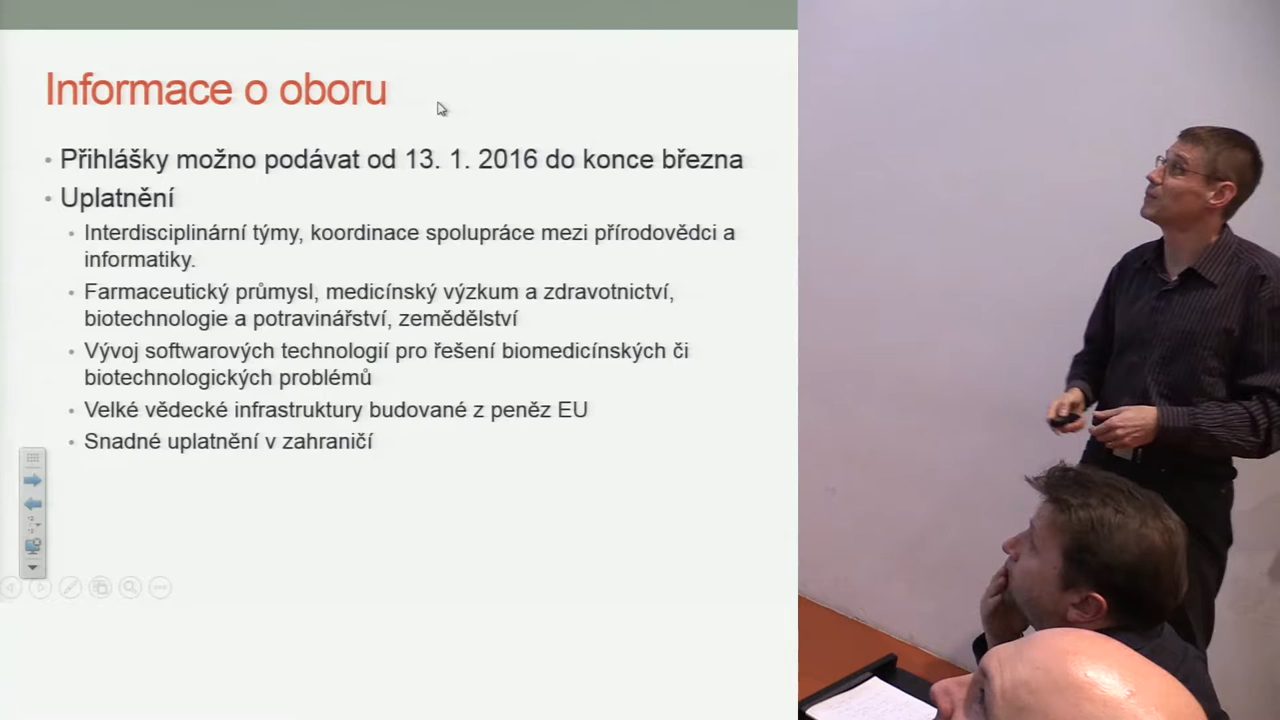 Informace o oboru
Přihlášky možno podávat od 13. 1. 2016 do konce března
Uplatnění
Interdisciplinární týmy, koordinace spolupráce mezi přírodovědci a
informatiky.
Farmaceutický průmysl, medicínský výzkum a zdravotnictví,
biotechnologie a potravinářství, zemědělství
Vývoj softwarových technologií pro řešení biomedicínských či
biotechnologických problémů
Velké vědecké infrastruktury budované z peněz EU
Snadné uplatnění v zahraničí